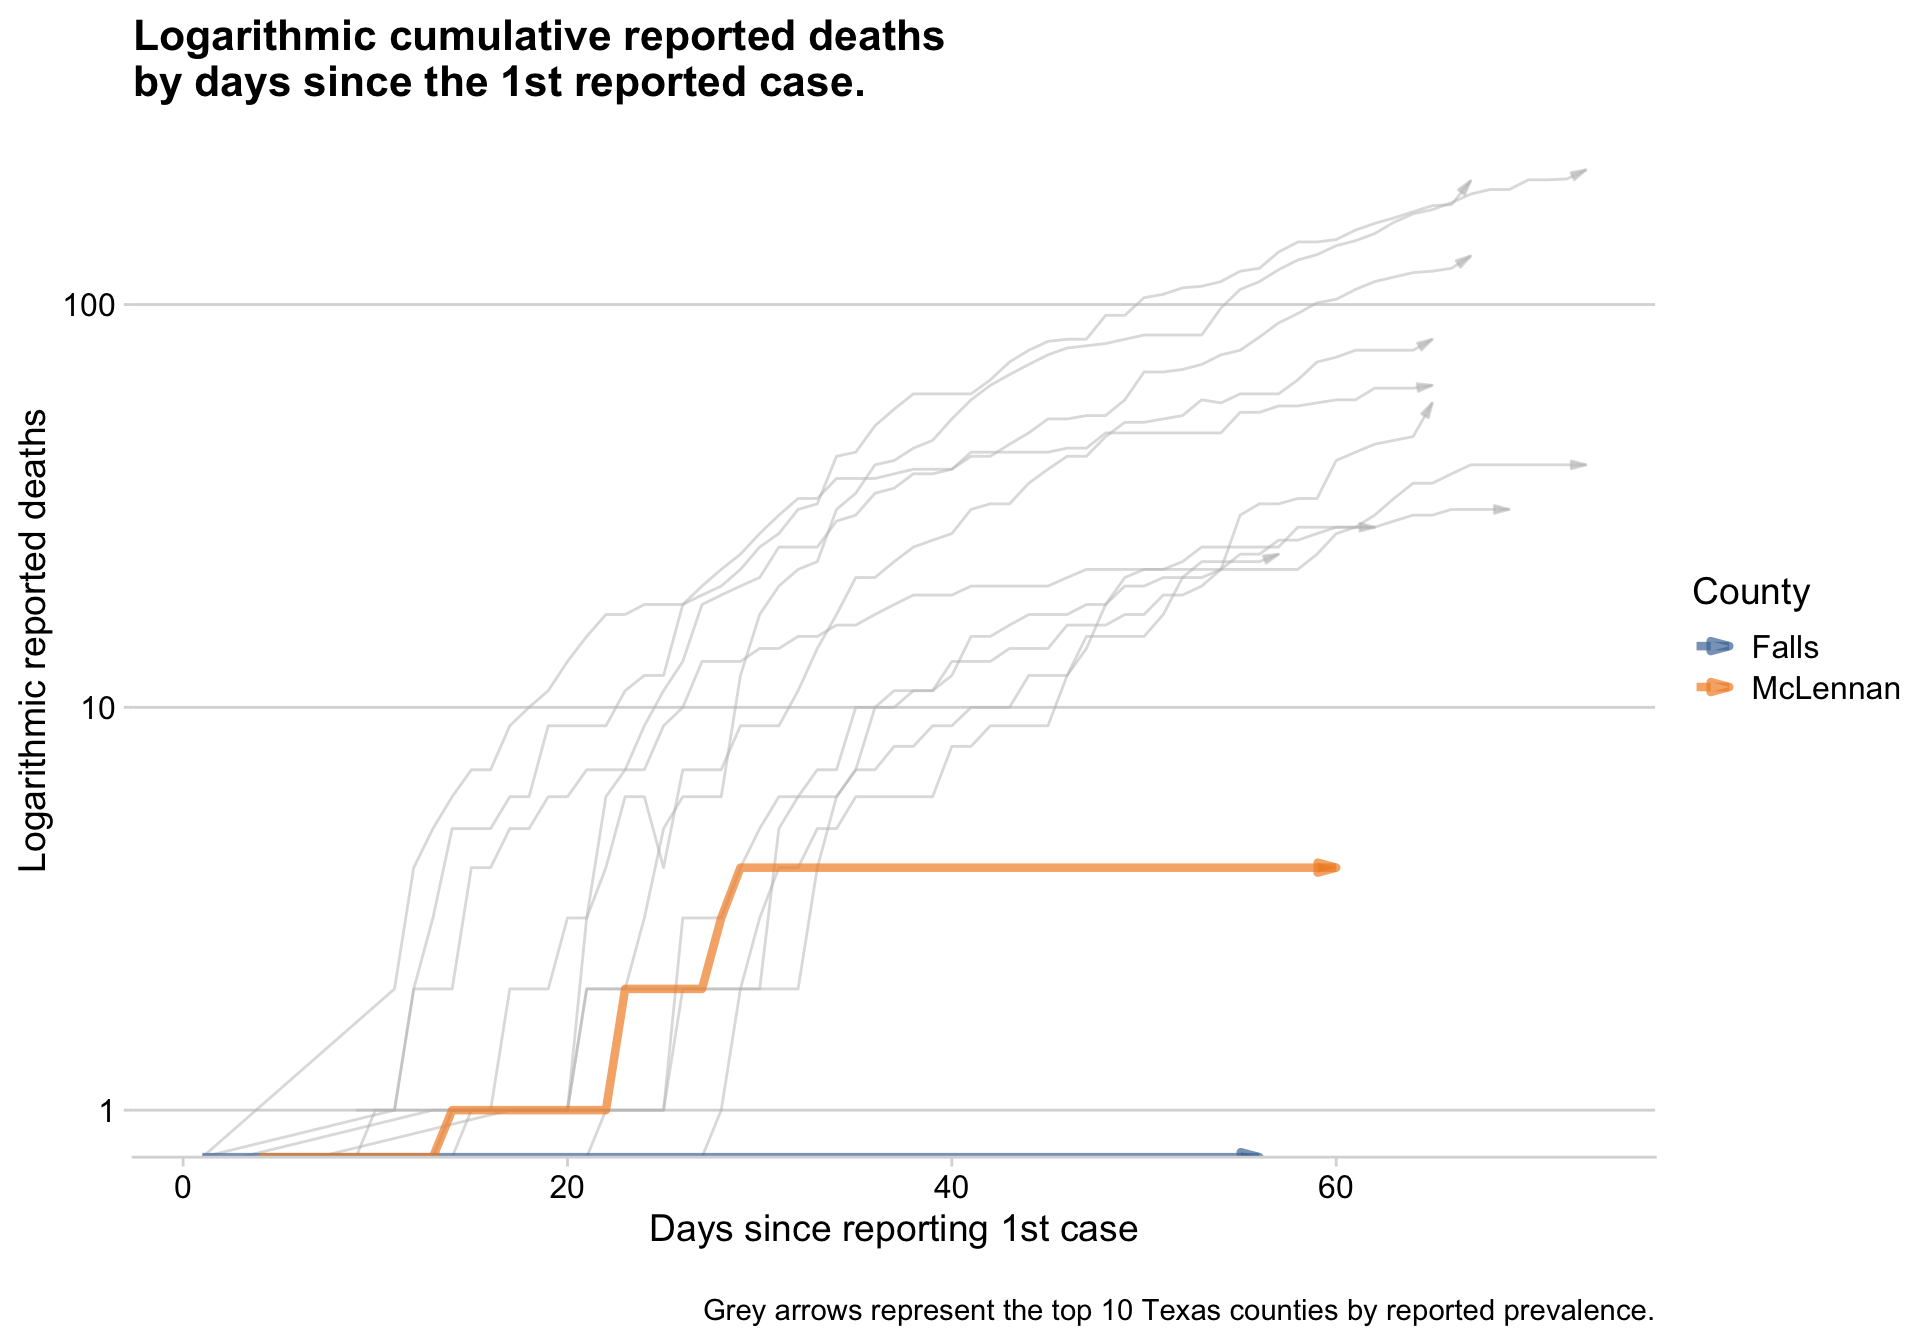 Logarithmic cumulative reported deaths
by days since the 1st reported case.
Logarithmic reported deaths
100
10
1
0
20
40
60
Days since reporting 1st case
County
Falls
McLennan
Grey arrows represent the top 10 Texas counties by reported prevalence.